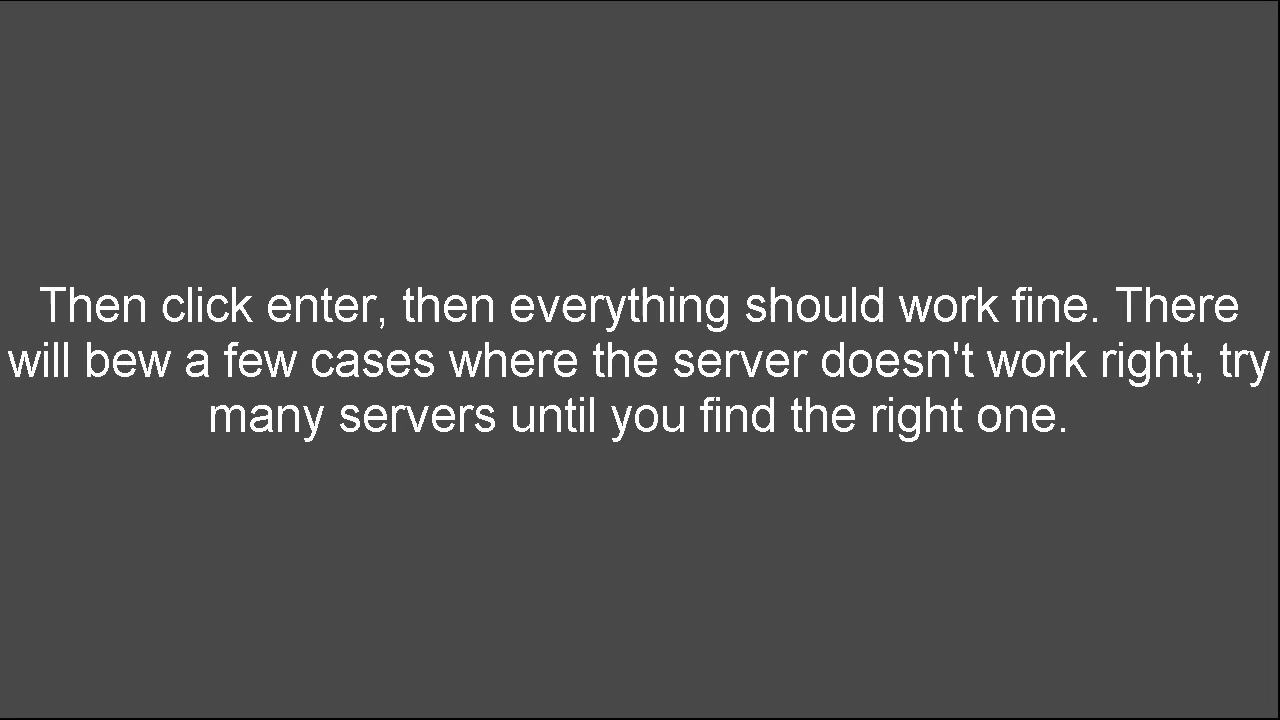 Then click enter, then everything should work fine. There
will bew a few cases where the server doesn't work right, try
many servers until you find the right one.